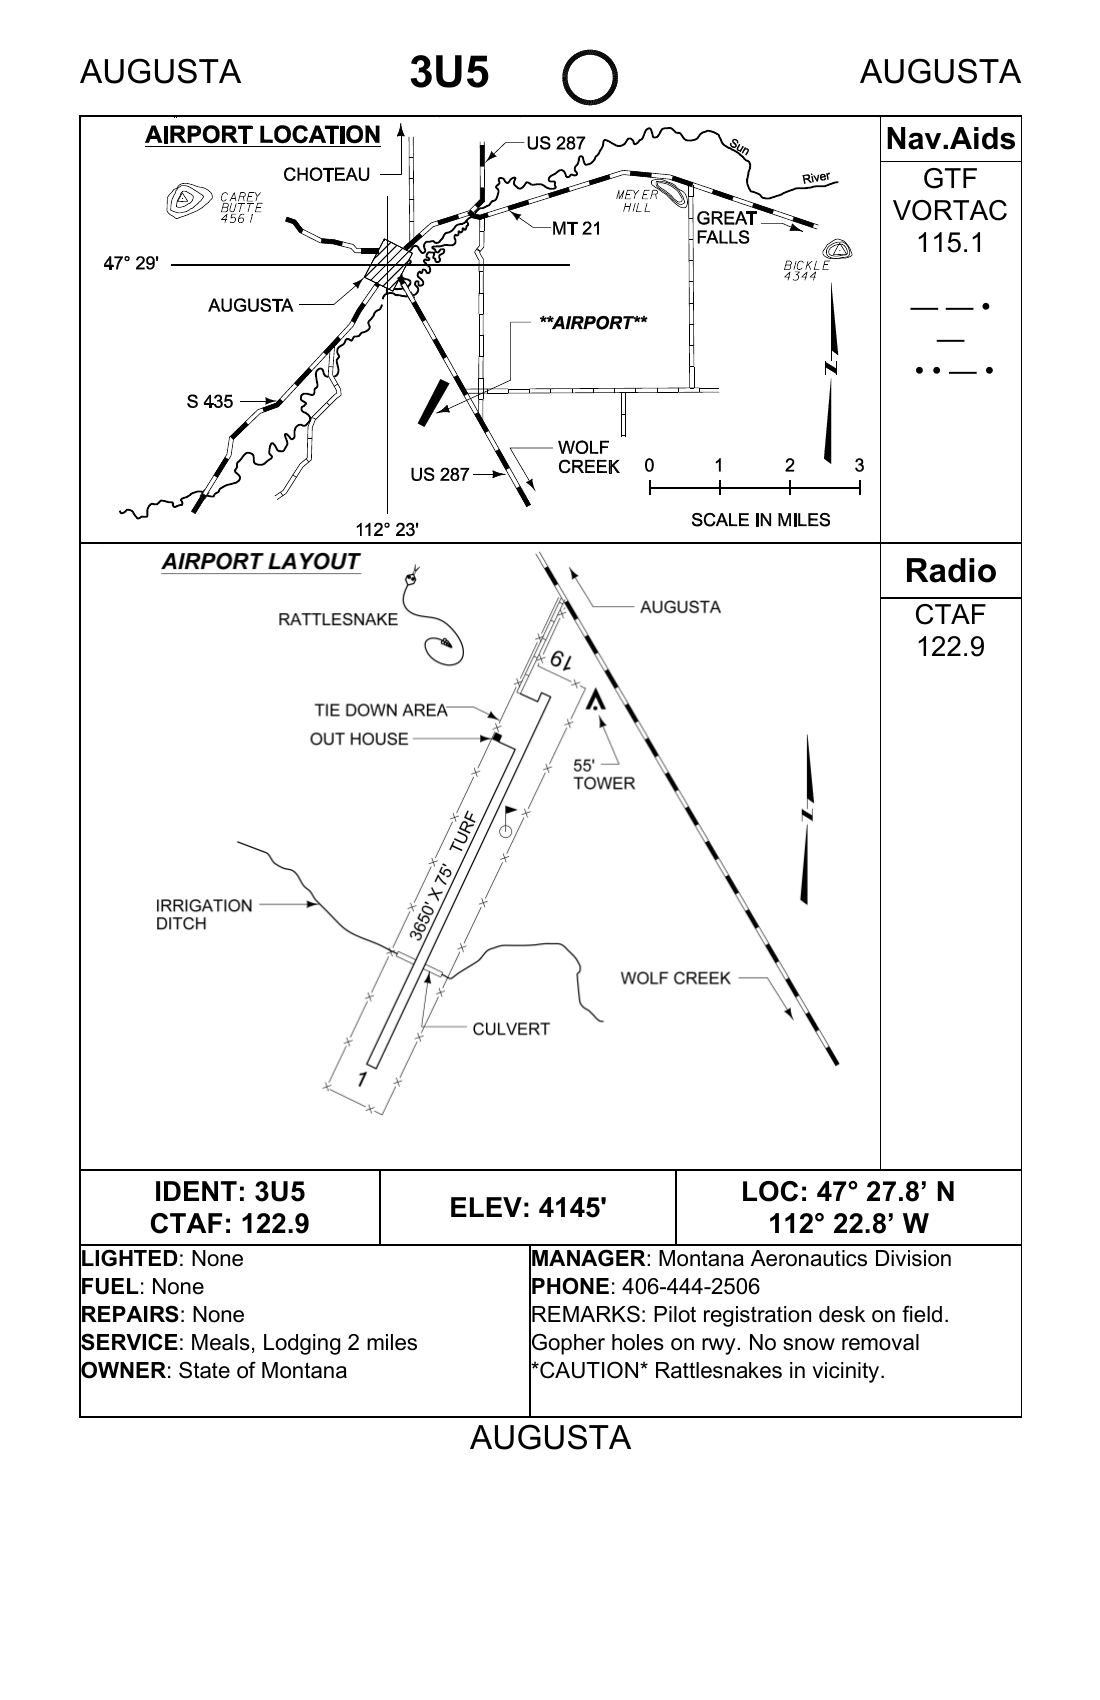 AUGUSTA 3U5 AUGUSTA
AIRPORT LOCATION
CHOTEAU
US 287
Sun
River
CAREY
BUTTE
4561
MEYER
HILL
GREAT
FALLS
MT 21
BICKLE
4344
47° 29'
AUGUSTA
**AIRPORT**
N
S 435
WOLF
CREEK
US 287
0 1 2 3
SCALE IN MILES
112° 23'
Nav.Aids
GTF
VORTAC
115.1
— — •
—
• • — •
AIRPORT LAYOUT
RATTLESNAKE
AUGUSTA
19
TIE DOWN AREA
OUT HOUSE
55'
TOWER
3650' X 75' TURF
N
IRRIGATION
DITCH
WOLF CREEK
CULVERT
1
Radio
CTAF
122.9
IDENT: 3U5
CTAF: 122.9
ELEV: 4145'
LOC: 47° 27.8’ N
112° 22.8’ W
LIGHTED: None
FUEL: None
REPAIRS: None
SERVICE: Meals, Lodging 2 miles
OWNER: State of Montana
MANAGER: Montana Aeronautics Division
PHONE: 406-444-2506
REMARKS: Pilot registration desk on field.
Gopher holes on rwy. No snow removal
*CAUTION* Rattlesnakes in vicinity.
AUGUSTA